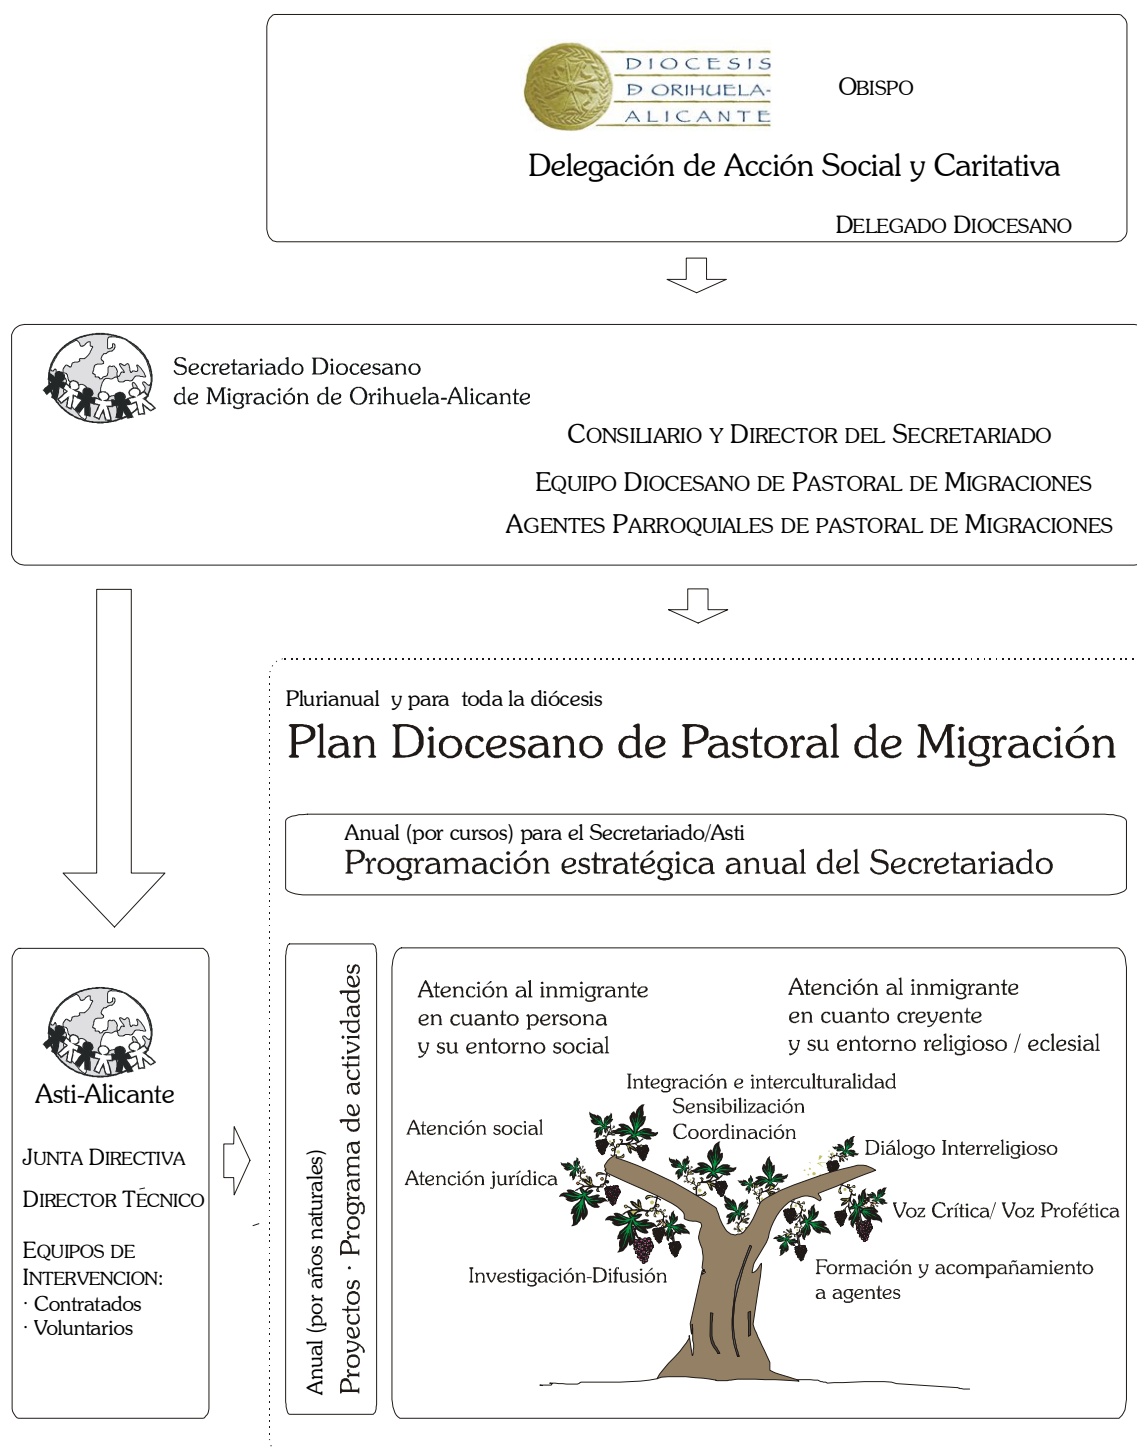 DIOCESIS
D ORIHUELA-
ALICANTE
OBISPO
Delegación de Acción Social y Caritativa
DELEGADO DIOCESANO
Secretariado Diocesano
de Migración de Orihuela-Alicante
CONSILIARIO Y DIRECTOR DEL SECRETARIADO
EQUIPO DIOCESANO DE PASTORAL DE MIGRACIONES
AGENTES PARROQUIALES DE PASTORAL DE MIGRACIONES
Plurianual y para toda la diócesis
Plan Diocesano de Pastoral de Migración
Anual (por cursos) para el Secretariado/Asti
Programación estratégica anual del Secretariado
Asti-Alicante
JUNTA DIRECTIVA
DIRECTOR TÉCNICO
EQUIPOS DE
INTERVENCION:
· Contratados
· Voluntarios
Anual (por años naturales)
Proyectos · Programa de actividades
Atención al inmigrante
en cuanto persona
y su entorno social
Atención al inmigrante
en cuanto creyente
y su entorno religioso / eclesial
Integración e interculturalidad
Sensibilización
Coordinación
Atención social
Atención jurídica
Investigación-Difusión
Diálogo Interreligioso
Voz Crítica/ Voz Profética
Formación y acompañamiento
a agentes